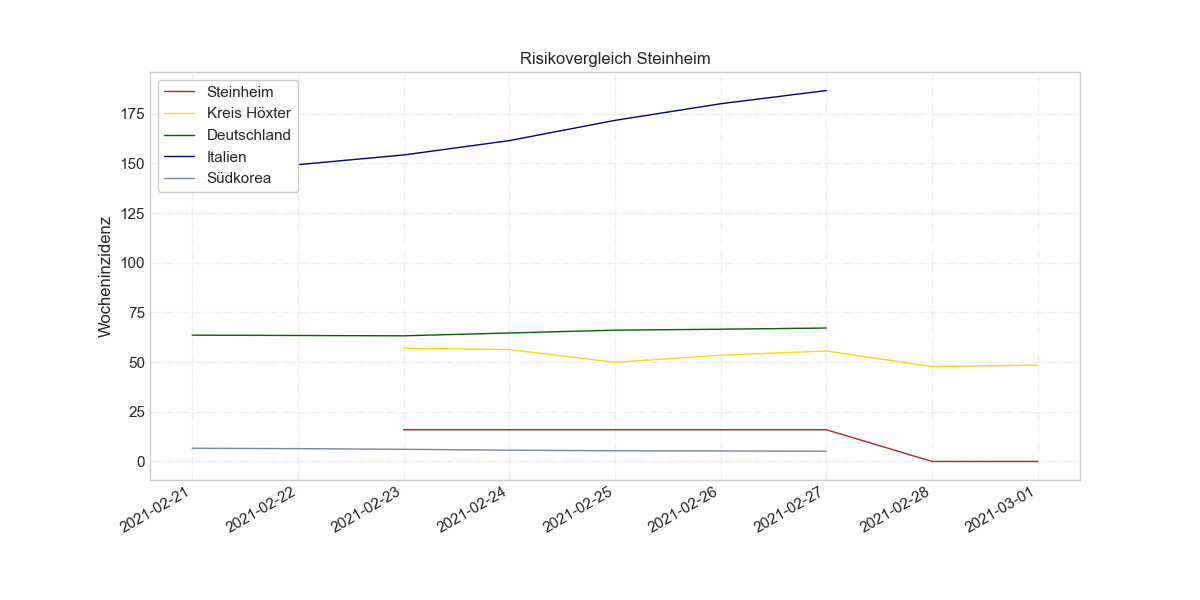 Risikovergleich Steinheim
Steinheim
Kreis Höxter
Deutschland
Italien
Südkorea
Wocheninzidenz
175
150
125
100
75
50
25
0
2021-02-21
2021-02-22
2021-02-23
2021-02-24
2021-02-25
2021-02-26
2021-02-27
2021-02-28
2021-03-01